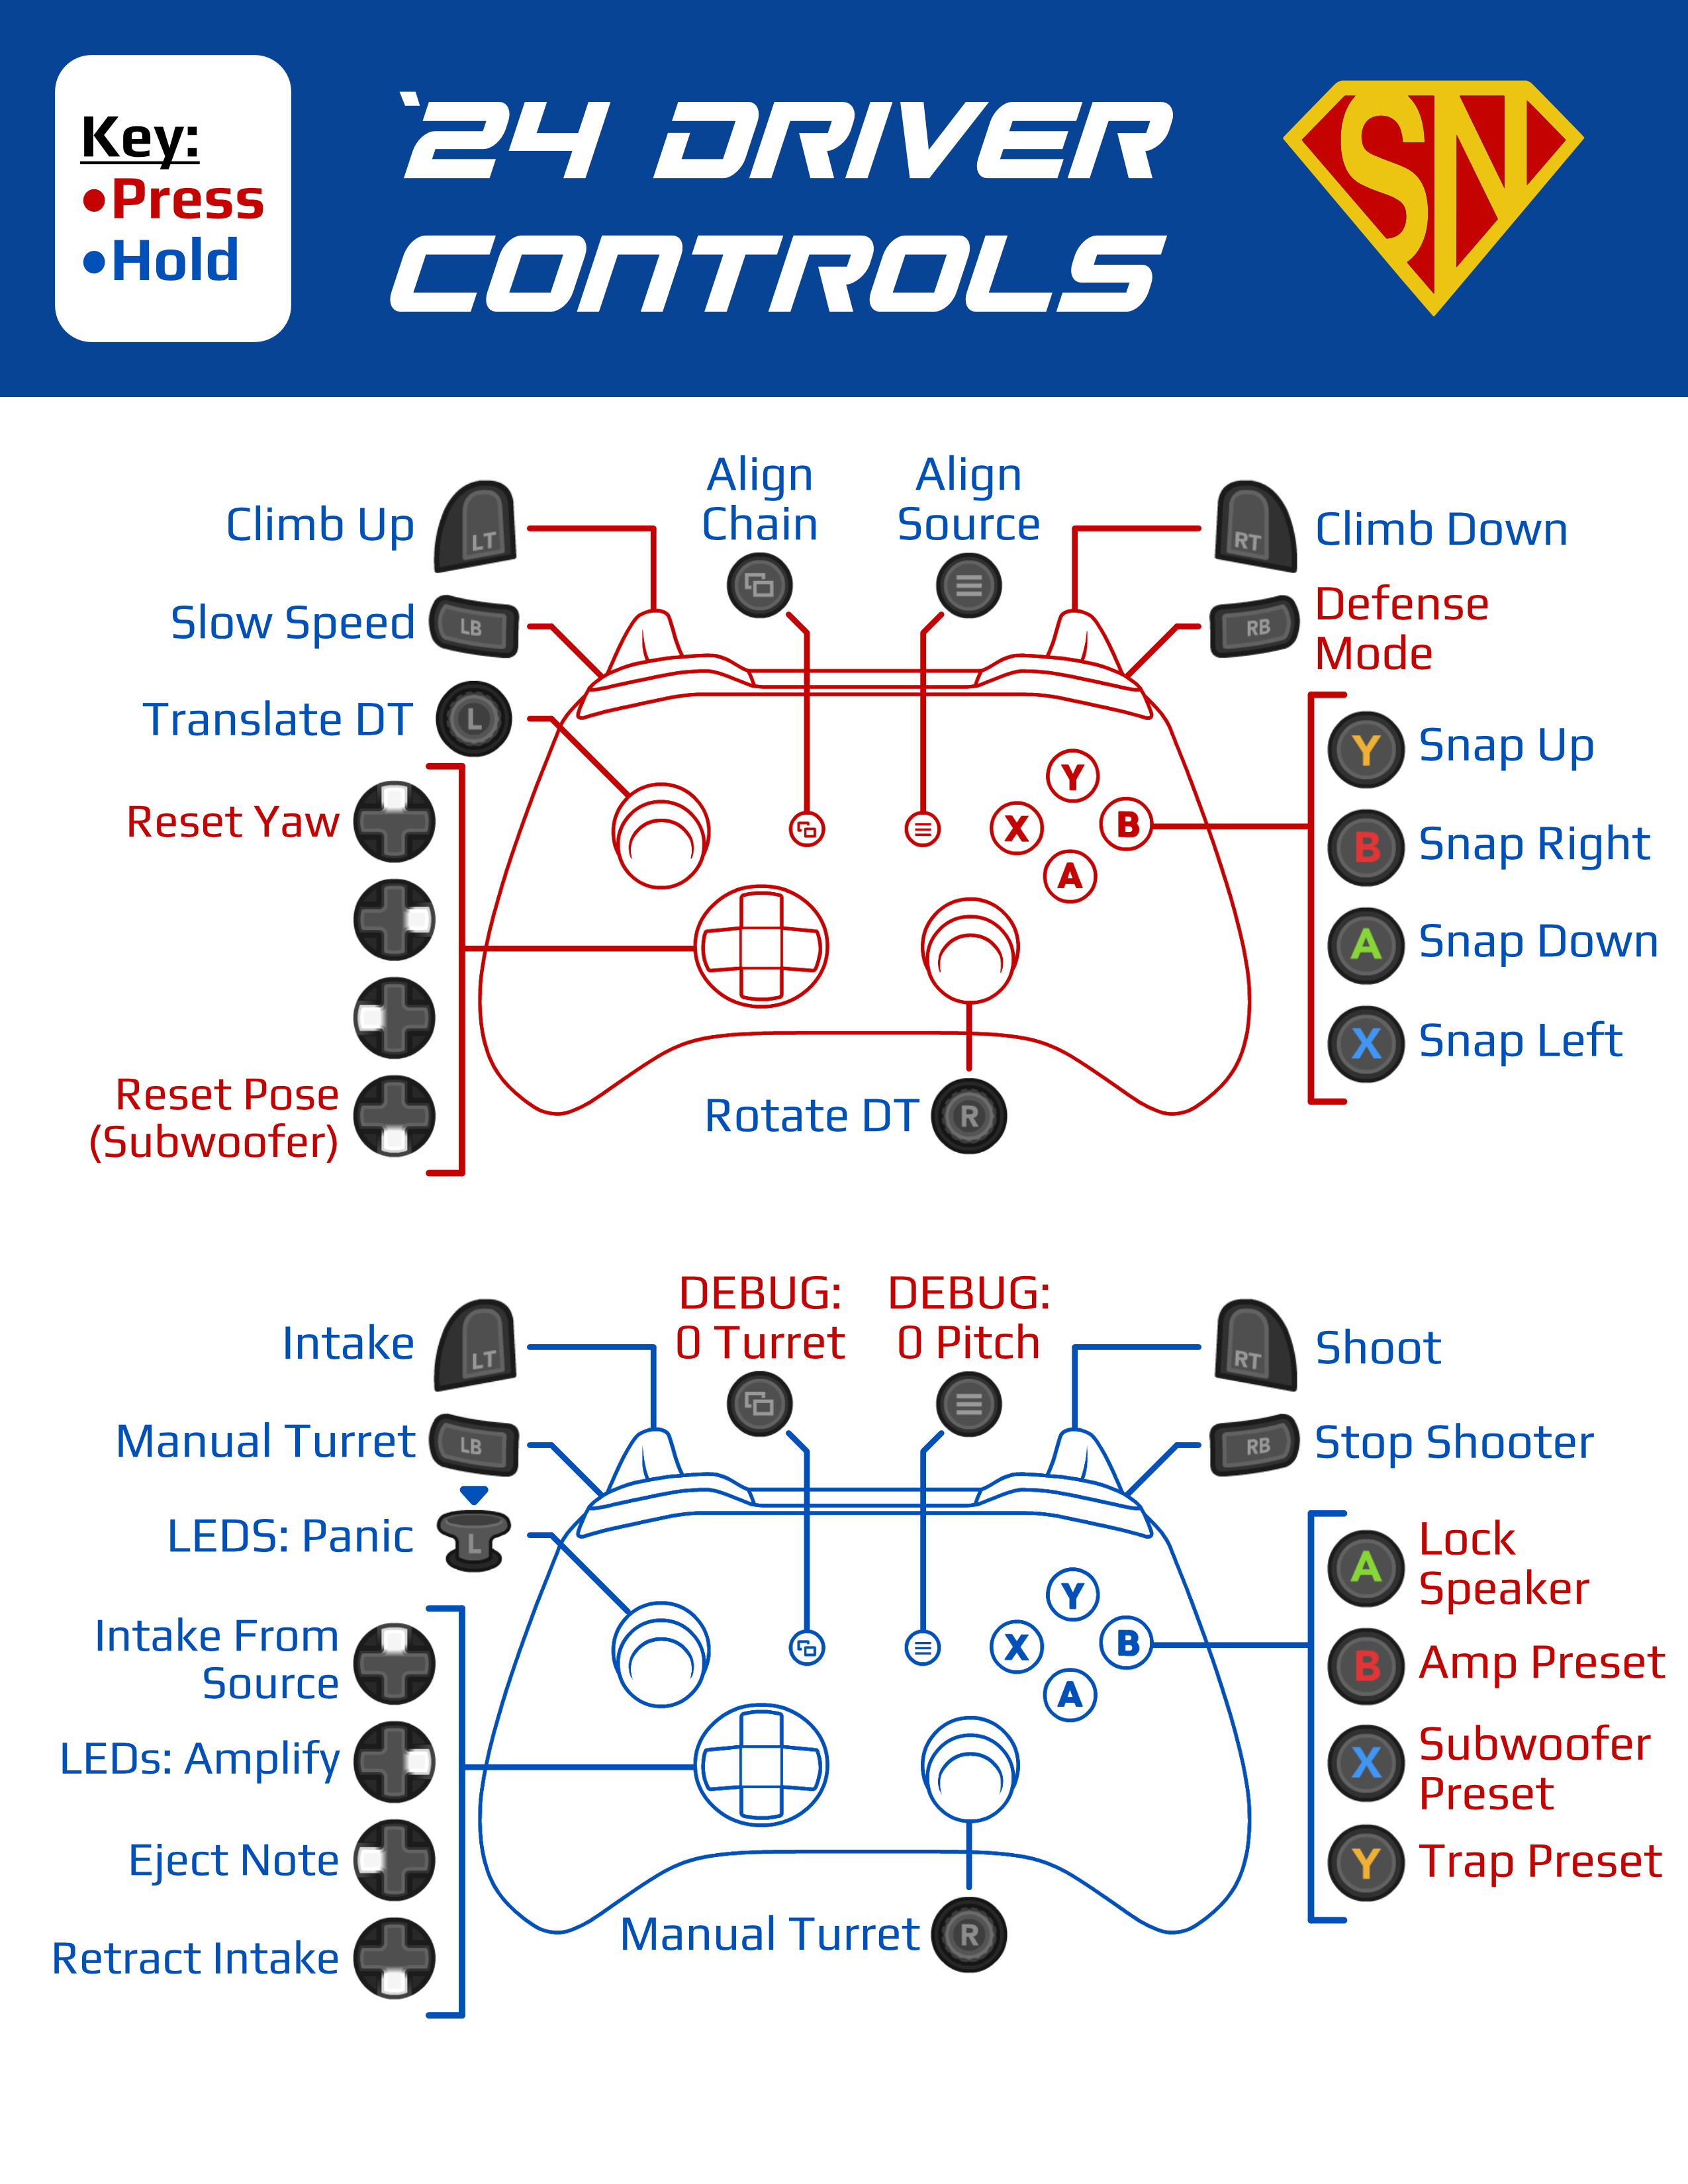 Key:
•Press
•Hold
`24 DRIVER
CONTROLS
SN
Align
Chain
Align
Source
Climb Up
LT
RT
Climb Down
Slow Speed
LB
RB
Defense
Mode
Translate DT
L
Y
Snap Up
Reset Yaw
Y
X
B
A
B
Snap Right
A
Snap Down
X
Snap Left
Reset Pose
(Subwoofer)
Rotate DT
R
DEBUG:
0 Turret
DEBUG:
0 Pitch
Intake
LT
RT
Shoot
Manual Turret
LB
RB
Stop Shooter
LEDS: Panic
L
A
Lock
Speaker
Y
X
B
A
Intake From
Source
B
Amp Preset
LEDs: Amplify
X
Subwoofer
Preset
Eject Note
Y
Trap Preset
Retract Intake
Manual Turret
R